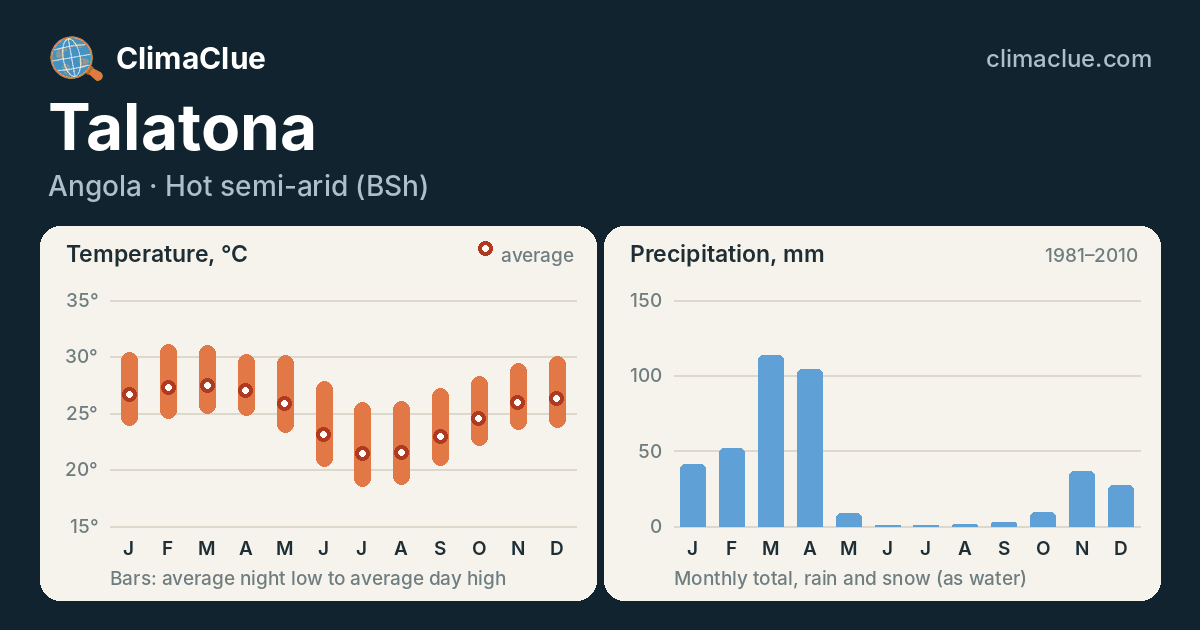 ClimaClue
climaclue.com
Talatona
Angola · Hot semi-arid (BSh)
Temperature, °C
average
35°
30°
25°
20°
15°
J F M A M J J A S O N D
Bars: average night low to average day high
Precipitation, mm
1981–2010
150
100
50
0
J F M A M J J A S O N D
Monthly total, rain and snow (as water)